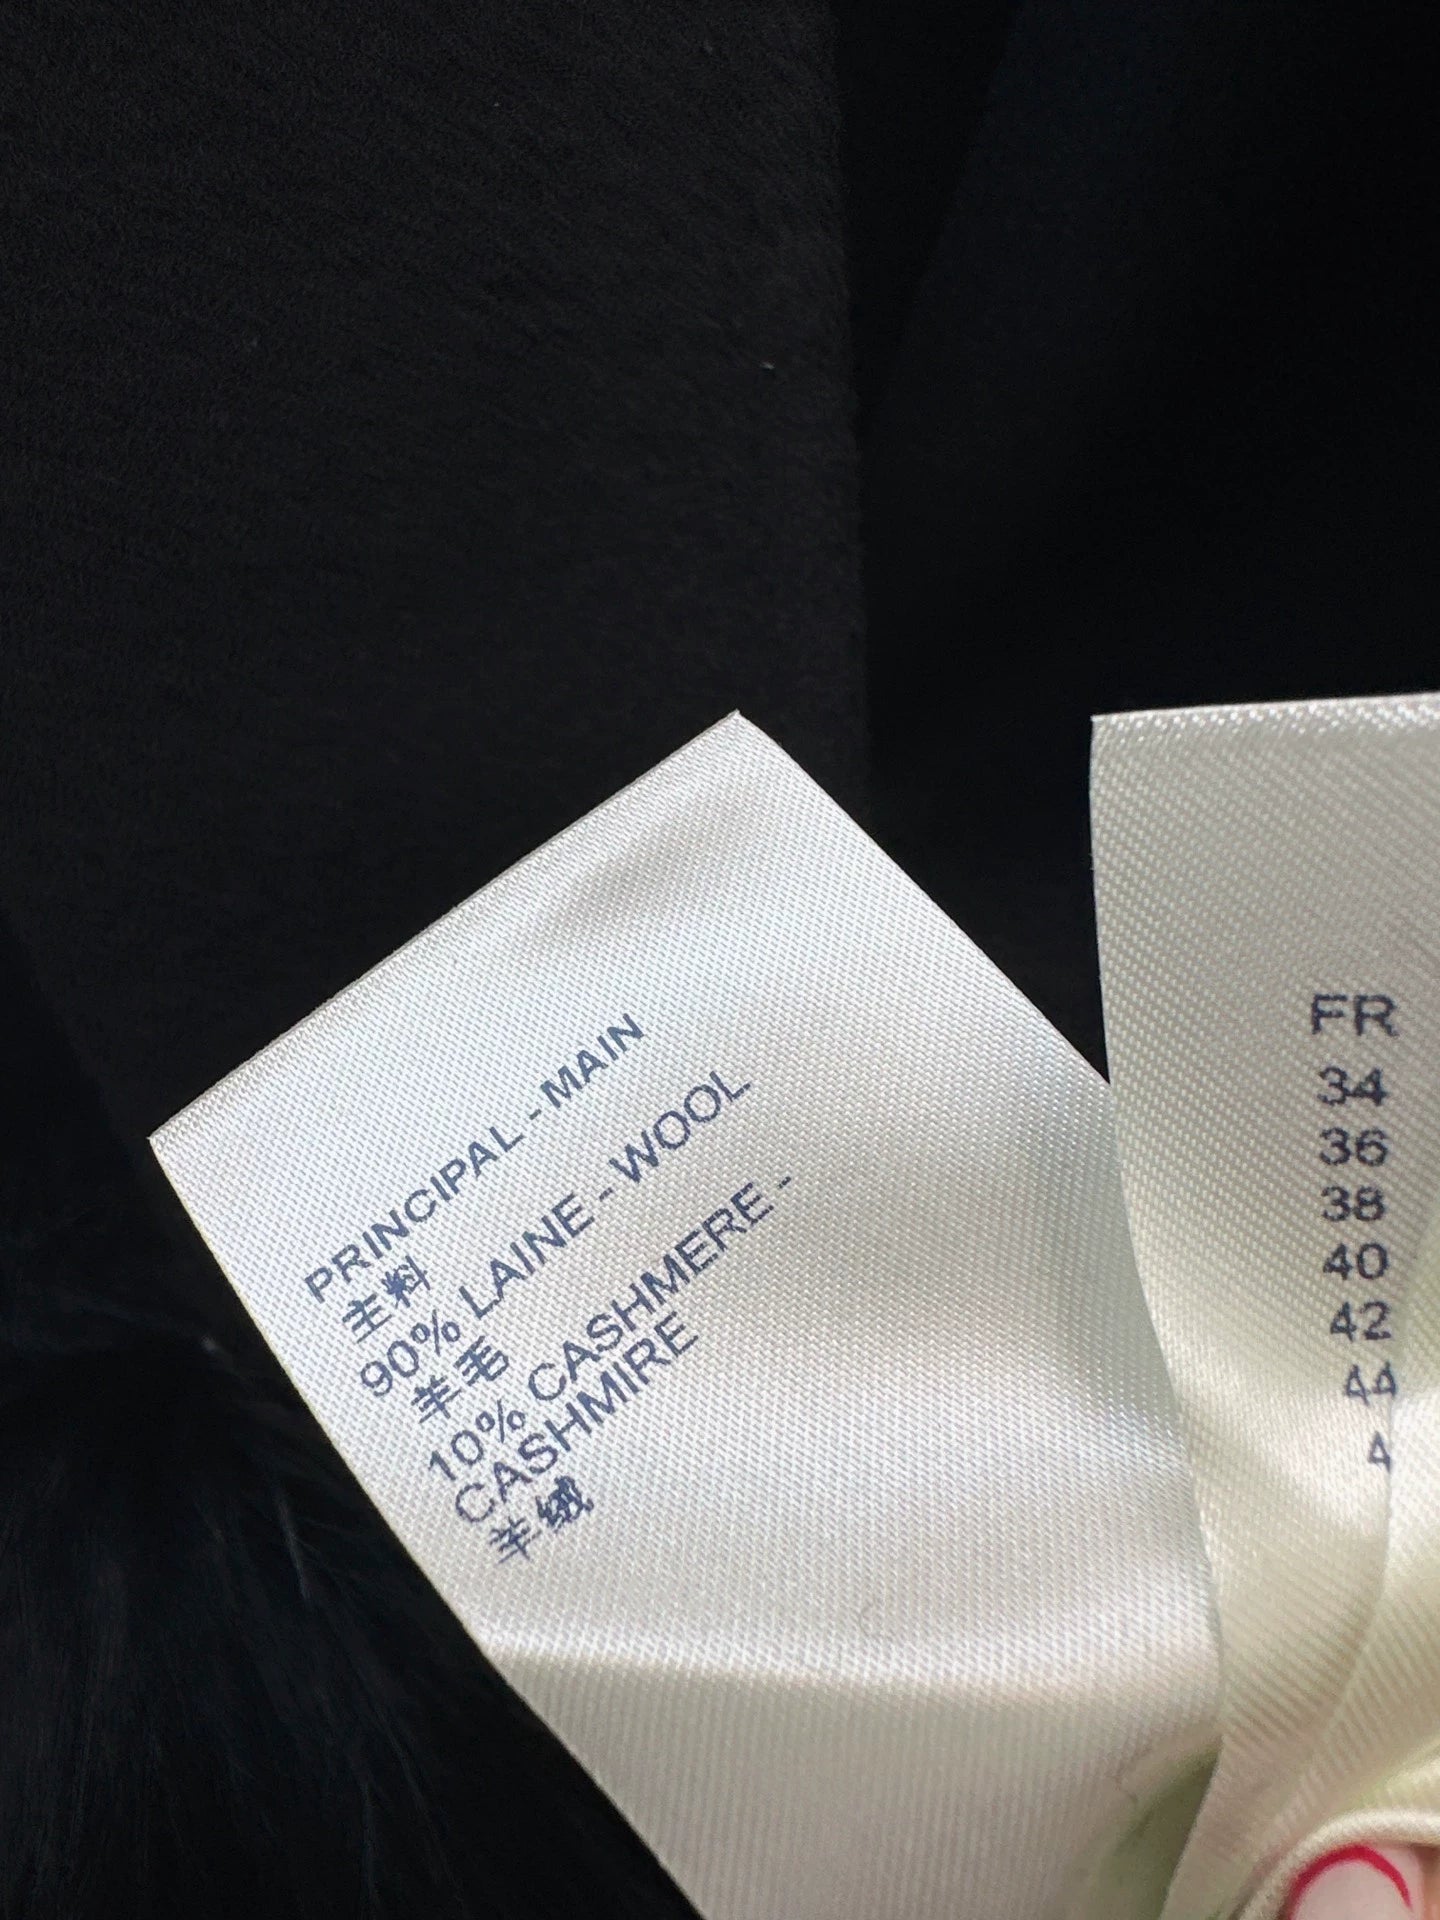 PRINCIPAL - MAIN
主料
90% LAINE - WOOL
羊毛
10% CASHMERE -
CASHMIRE
羊绒
FR
34
36
38
40
42
44
4